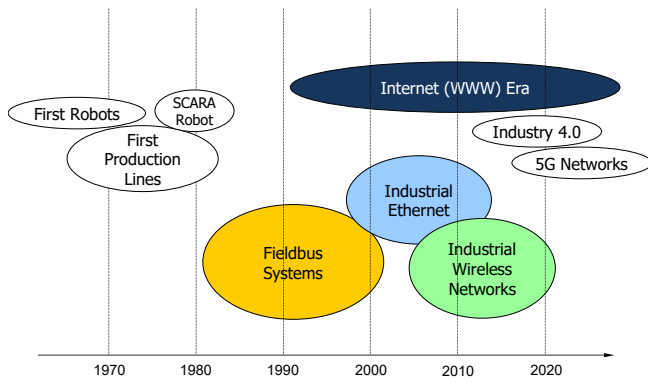 Internet (WWW) Era
SCARA
Robot
First Robots
Industry 4.0
First
Production
Lines
5G Networks
Industrial
Ethernet
Fieldbus
Systems
Industrial
Wireless
Networks
1970
1980
1990
2000
2010
2020